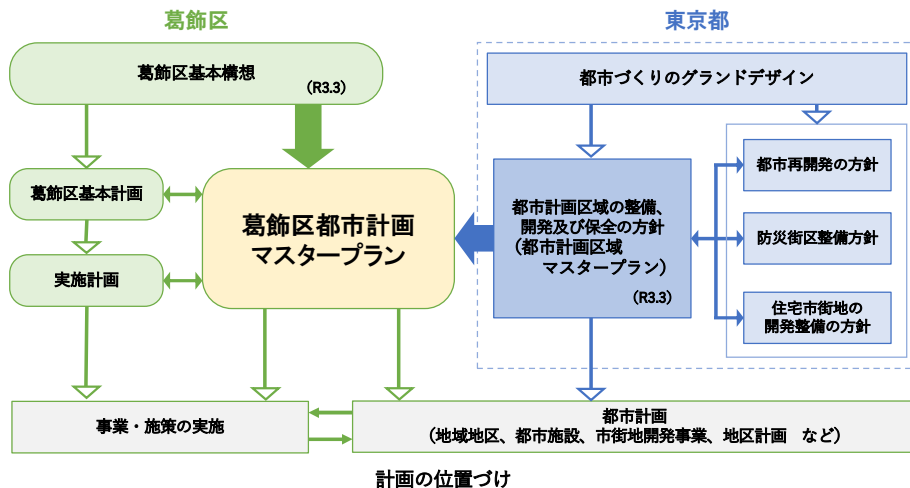 葛飾区
東京都
葛飾区基本構想
(R3.3)
都市づくりのグランドデザイン
葛飾区基本計画
実施計画
葛飾区都市計画
マスタープラン
都市計画区域の整備、
開発及び保全の方針
(都市計画区域
マスタープラン)
(R3.3)
都市再開発の方針
防災街区整備方針
住宅市街地の
開発整備の方針
事業・施策の実施
都市計画
(地域地区、都市施設、市街地開発事業、地区計画 など)
計画の位置づけ